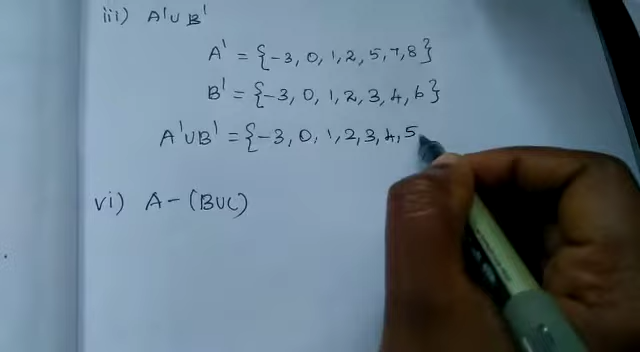 iii) A'∪B'
A' = {-3, 0, 1, 2, 5, 7, 8}
B' = {-3, 0, 1, 2, 3, 4, 6}
A'∪B' = {-3, 0, 1, 2, 3, 4, 5
vi) A-(B∪C)